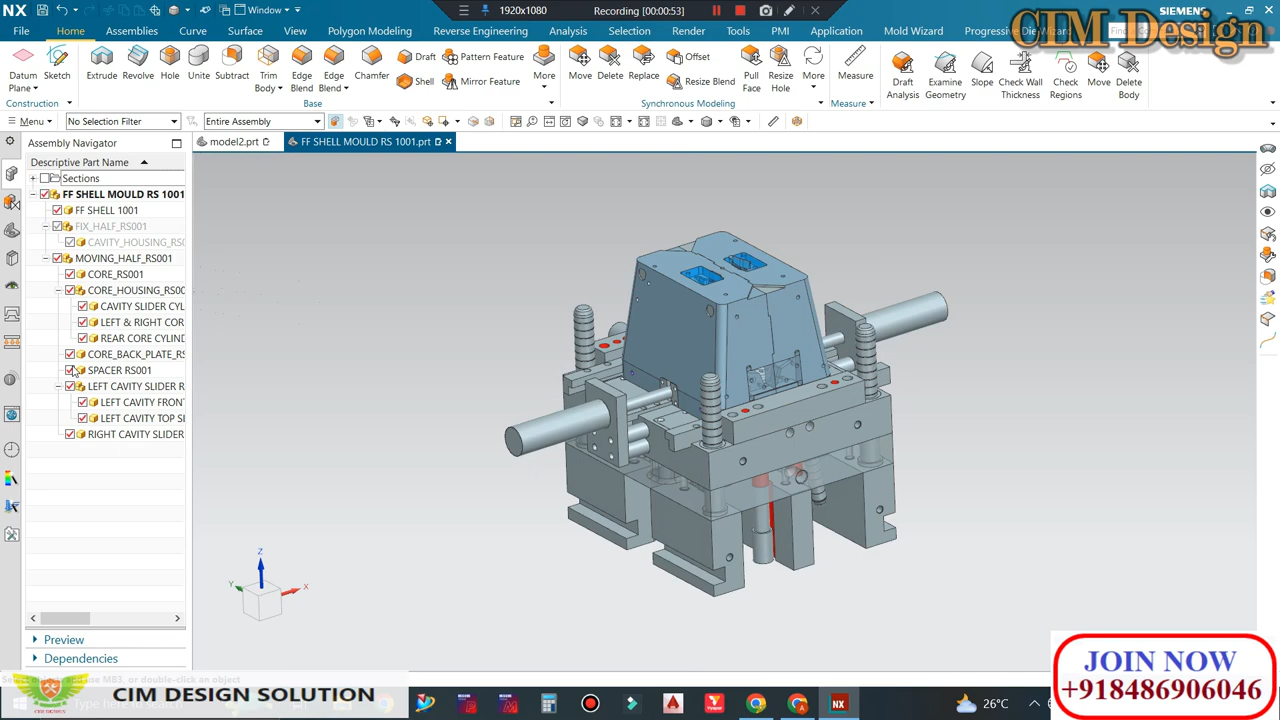 NX
Window
1920x1080
Recording [00:00:53]
SIEMENS
CIM Design
File
Home
Assemblies
Curve
Surface
View
Polygon Modeling
Reverse Engineering
Analysis
Selection
Render
Tools
PMI
Application
Mold Wizard
Datum Plane
Sketch
Extrude
Revolve
Hole
Unite
Subtract
Trim Body
Edge Blend
Edge Blend
Chamfer
Draft
Shell
Pattern Feature
Mirror Feature
More
Move
Delete
Replace
Offset
Resize Blend
Pull Face
Resize Hole
More
Measure
Draft Analysis
Examine Geometry
Slope
Check Wall Thickness
Check Regions
Move
Delete Body
Construction
Base
Synchronous Modeling
Measure
Menu
No Selection Filter
Entire Assembly
Assembly Navigator
model2.prt
FF SHELL MOULD RS 1001.prt
Descriptive Part Name
Sections
FF SHELL MOULD RS 1001
FF SHELL 1001
FIX_HALF_RS001
CAVITY_HOUSING_RS0
MOVING_HALF_RS001
CORE_RS001
CORE_HOUSING_RS00
CAVITY SLIDER CYL
LEFT & RIGHT COR
REAR CORE CYLIND
CORE_BACK_PLATE_RS
SPACER RS001
LEFT CAVITY SLIDER R
LEFT CAVITY FRON
LEFT CAVITY TOP SL
RIGHT CAVITY SLIDER
Z
Y
X
Preview
Dependencies
JOIN NOW
+918486906046
CIM DESIGN SOLUTION
26°C